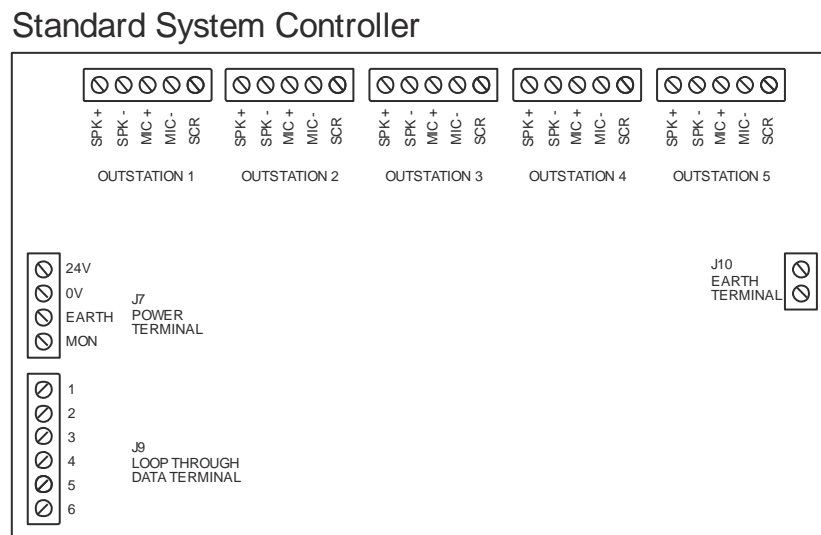 Standard System Controller
SPK + SPK - MIC + MIC - SCR SPK + SPK - MIC + MIC - SCR SPK + SPK - MIC + MIC - SCR SPK + SPK - MIC + MIC - SCR SPK + SPK - MIC + MIC - SCR
OUTSTATION 1 OUTSTATION 2 OUTSTATION 3 OUTSTATION 4 OUTSTATION 5
24V
0V
EARTH
MON
J7
POWER
TERMINAL
J10
EARTH
TERMINAL
1
2
3
4
5
6
J9
LOOP THROUGH
DATA TERMINAL